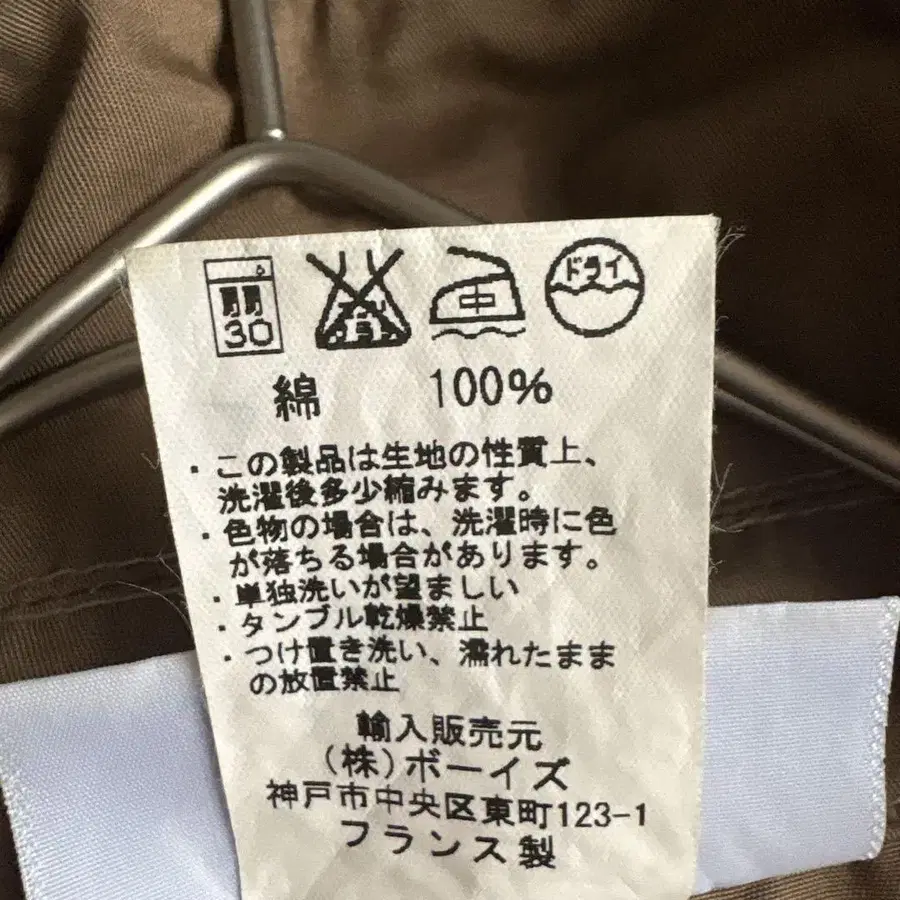 30
中
ドライ
綿 100%
・この製品は生地の性質上、
洗濯後多少縮みます。
・色物の場合は、洗濯時に色
が落ちる場合があります。
・単独洗いが望ましい
・タンブル乾燥禁止
・つけ置き洗い、濡れたまま
の放置禁止
輸入販売元
(株)ボーイズ
神戸市中央区東町123-1
フランス製